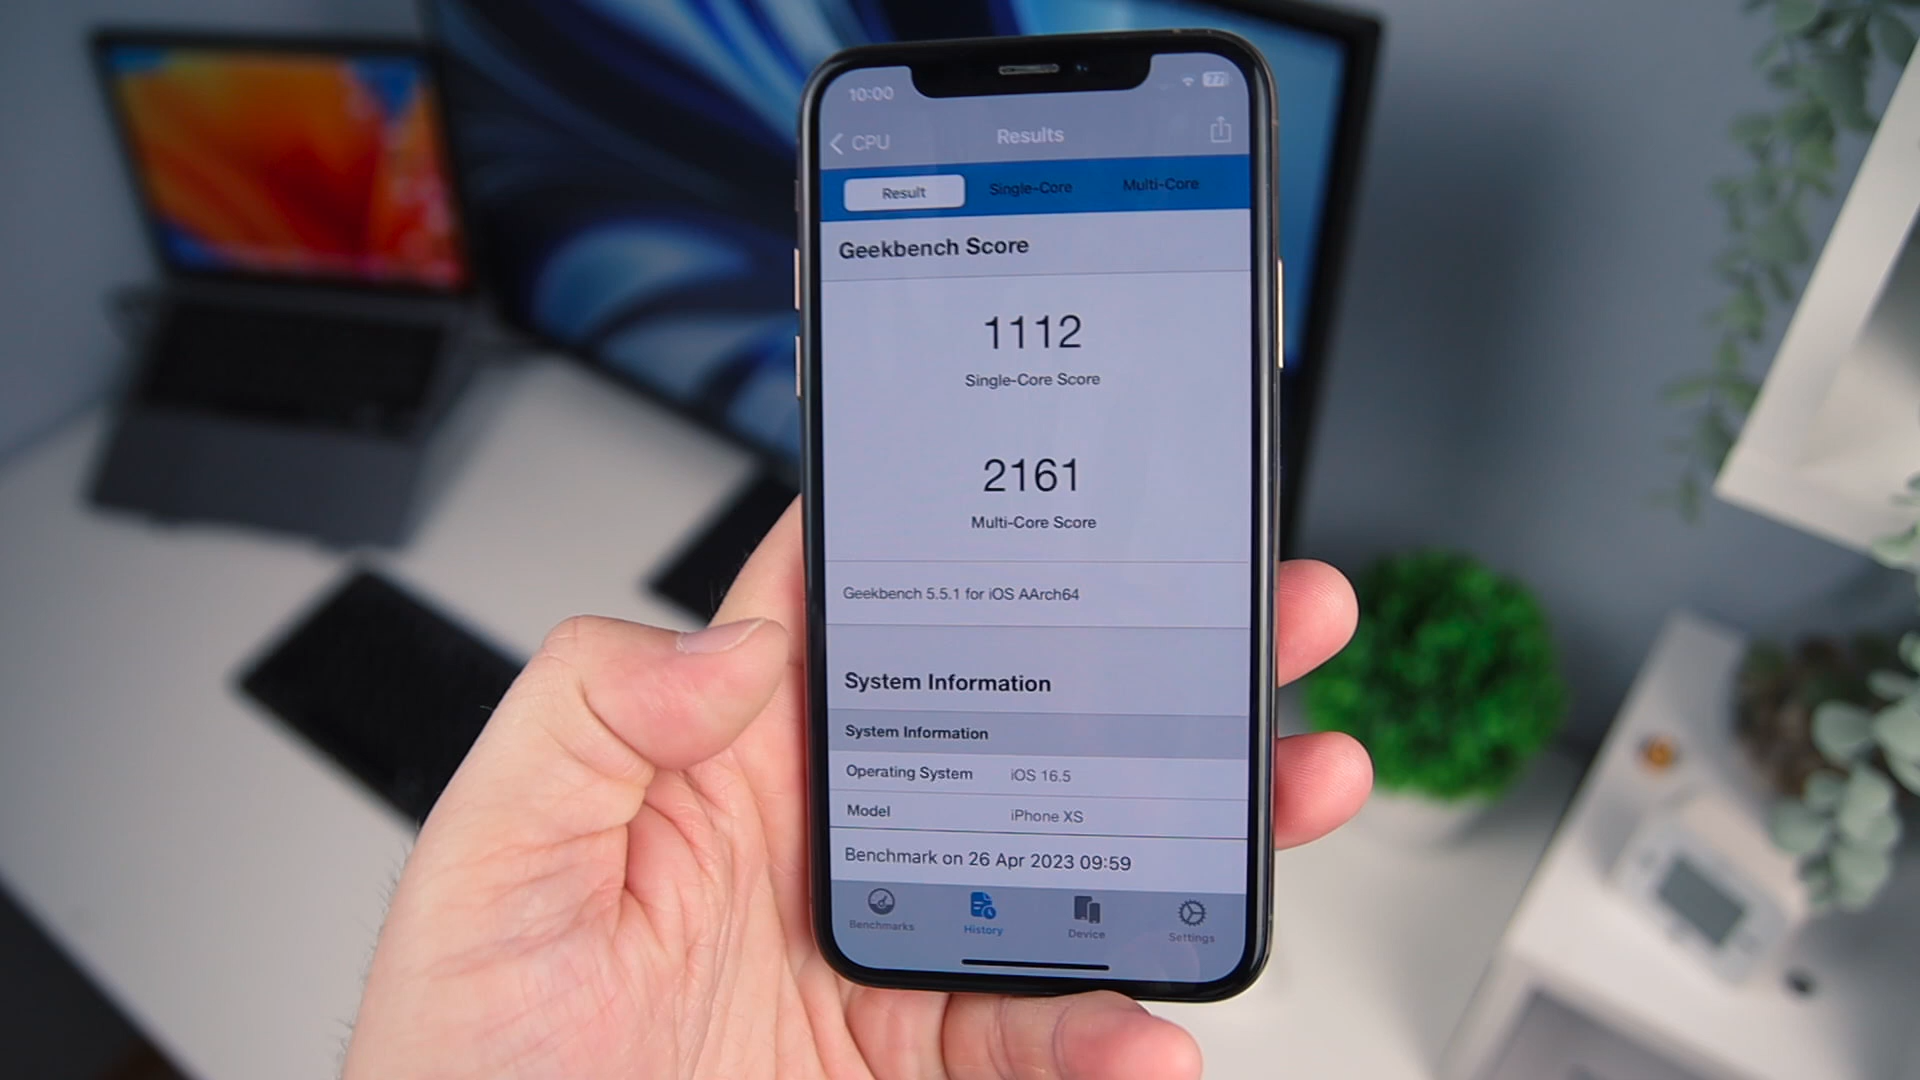 10:00
77
CPU
Results
Result
Single-Core
Multi-Core
Geekbench Score
1112
Single-Core Score
2161
Multi-Core Score
Geekbench 5.5.1 for iOS AArch64
System Information
System Information
Operating System iOS 16.5
Model iPhone XS
Benchmark on 26 Apr 2023 09:59
Benchmarks
History
Device
Settings